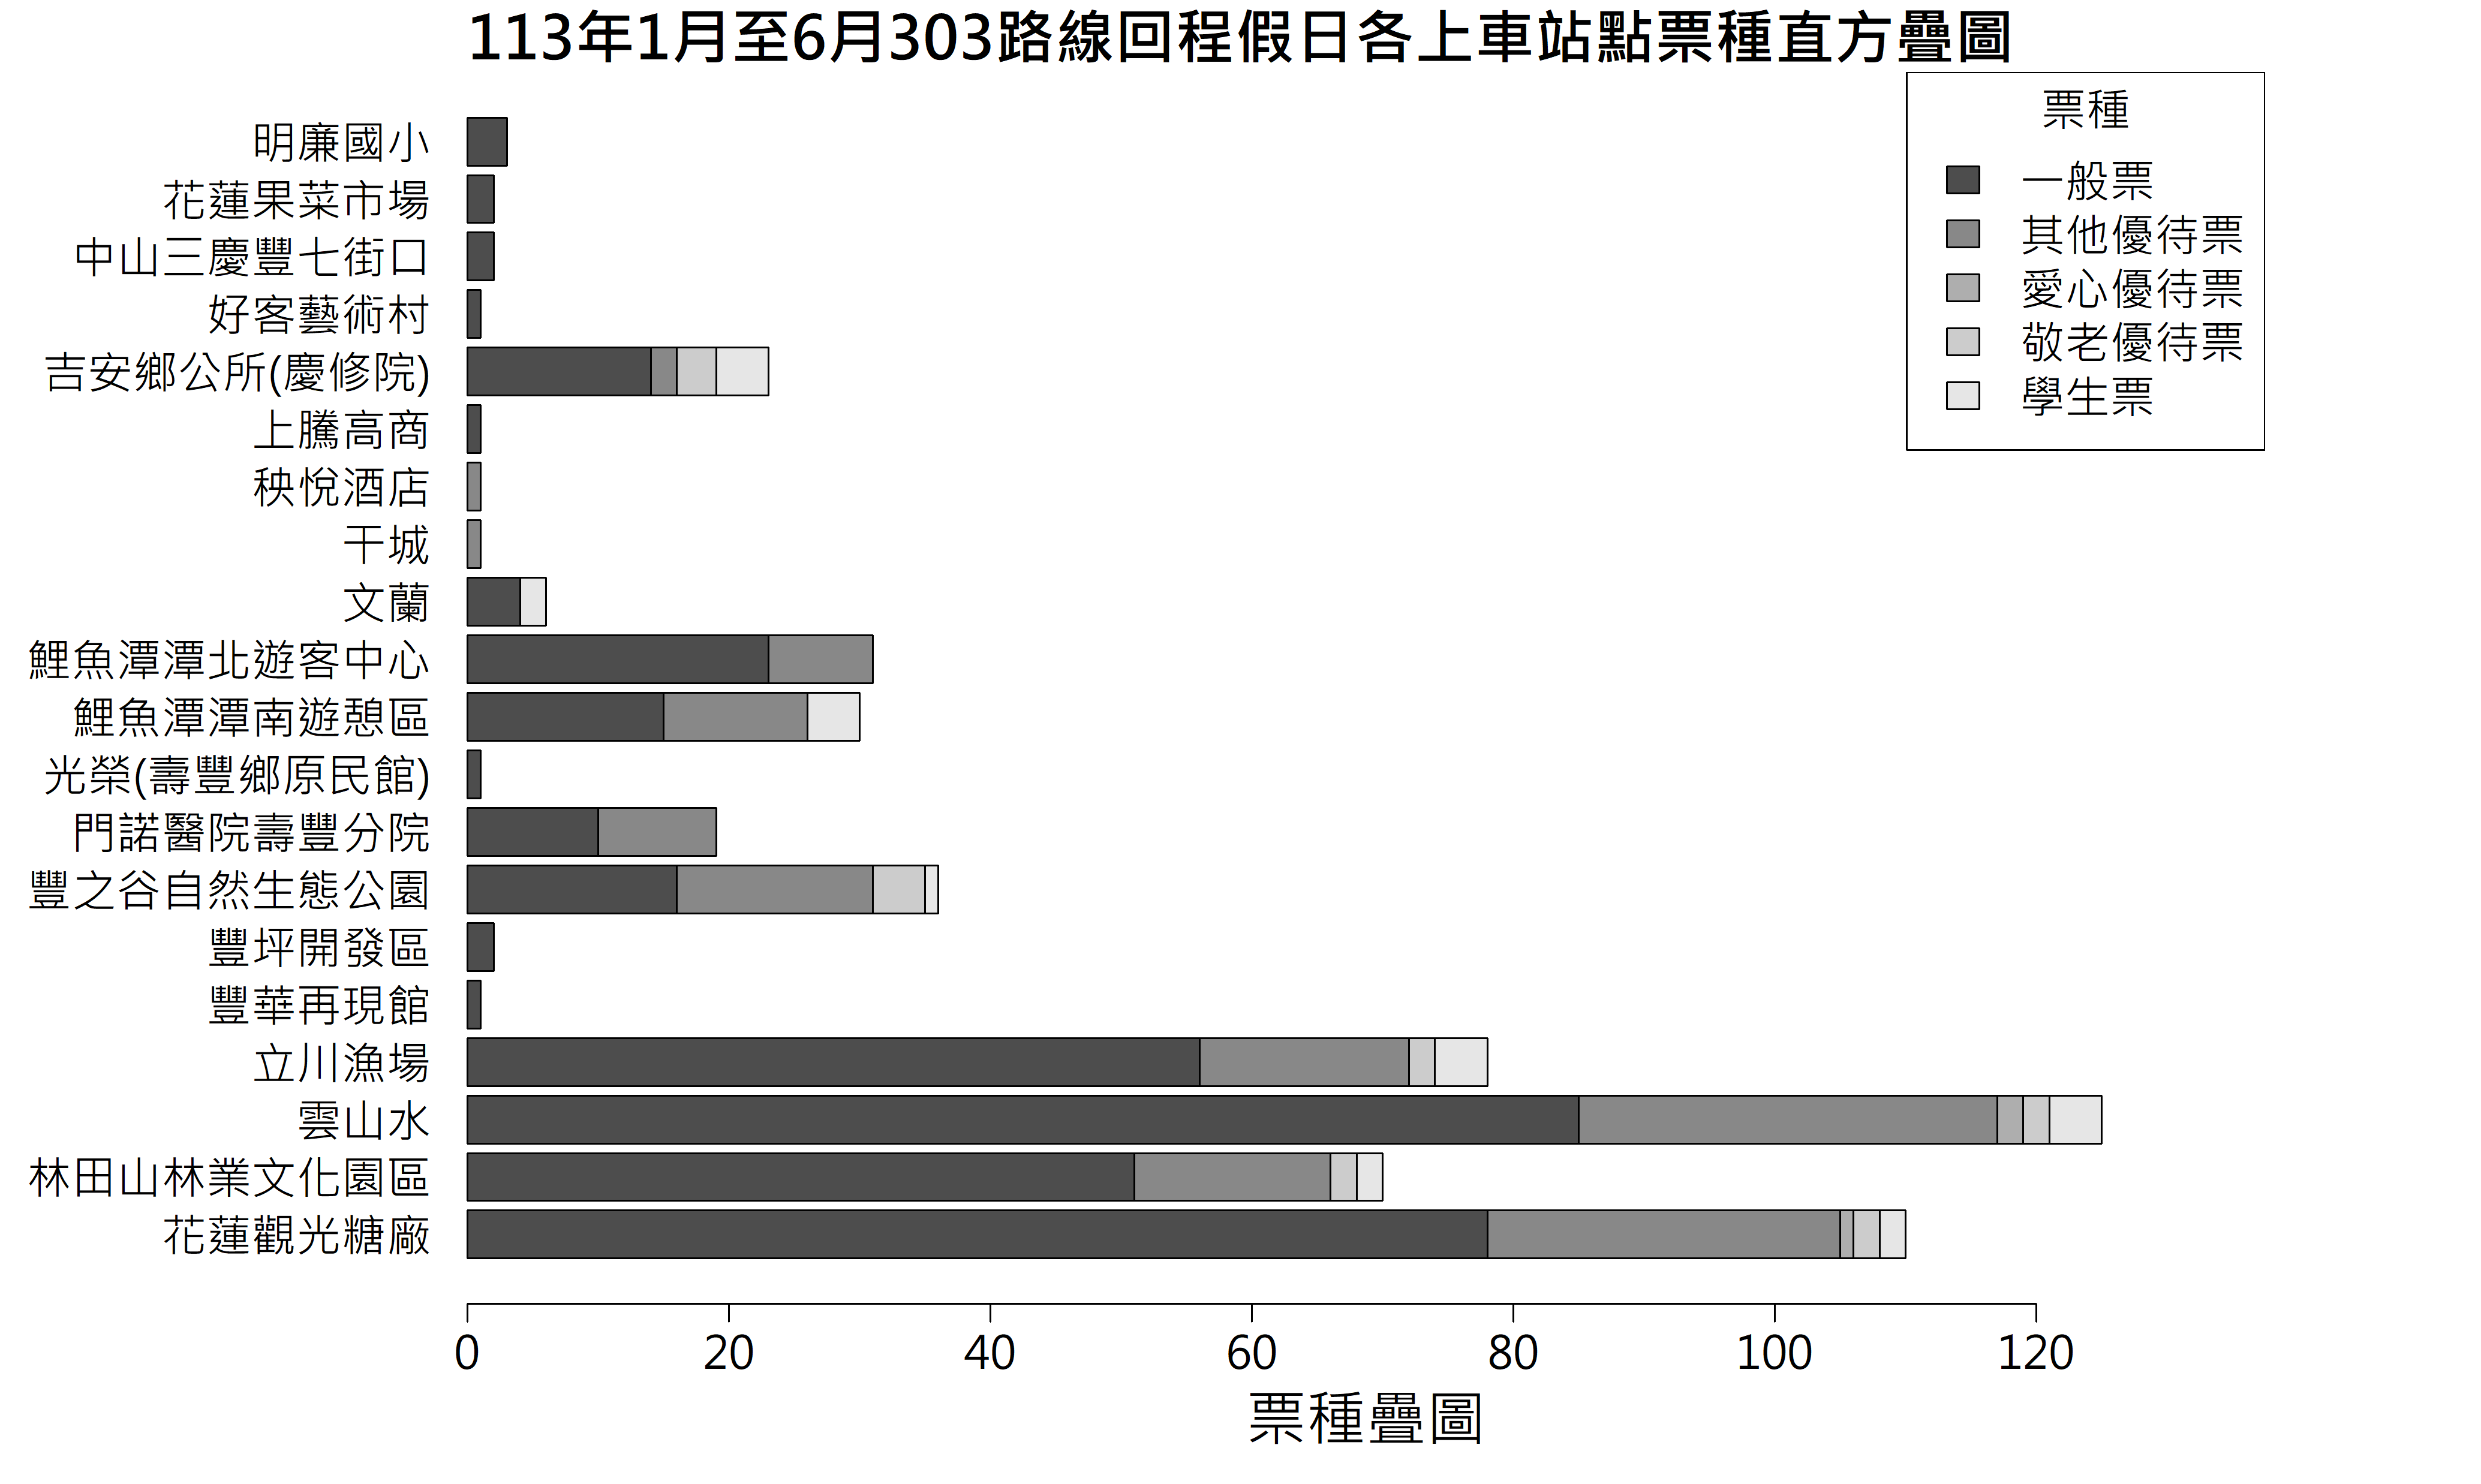 113年1月至6月303路線回程假日各上車站點票種直方疊圖
票種
一般票
其他優待票
愛心優待票
敬老優待票
學生票
明廉國小
花蓮果菜市場
中山三慶豐七街口
好客藝術村
吉安鄉公所(慶修院)
上騰高商
秧悅酒店
干城
文蘭
鯉魚潭潭北遊客中心
鯉魚潭潭南遊憩區
光榮(壽豐鄉原民館)
門諾醫院壽豐分院
豐之谷自然生態公園
豐坪開發區
豐華再現館
立川漁場
雲山水
林田山林業文化園區
花蓮觀光糖廠
0 20 40 60 80 100 120
票種疊圖